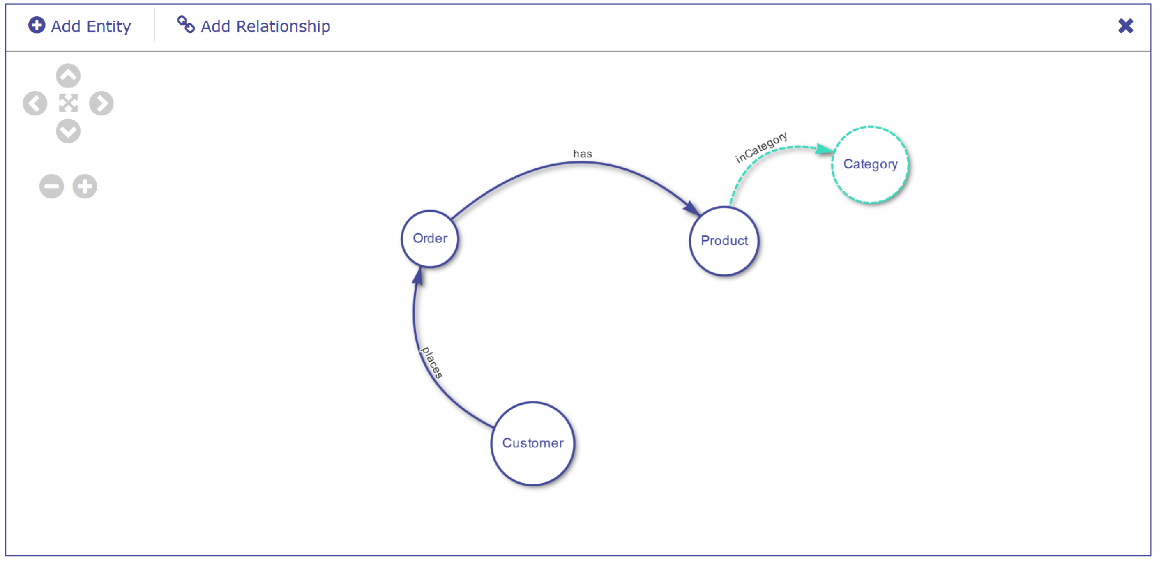 Add Entity
Add Relationship
has
inCategory
Category
Order
Product
places
Customer